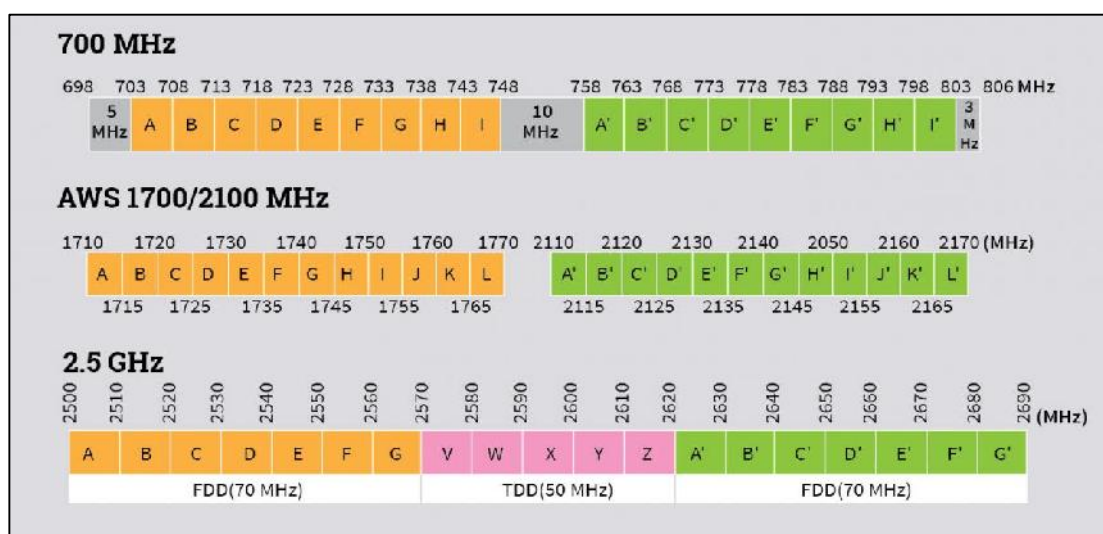 700 MHz
698 703 708 713 718 723 728 733 738 743 748 758 763 768 773 778 783 788 793 798 803 806 MHz
5 MHz A B C D E F G H I 10 MHz A' B' C' D' E' F' G' H' I' 3 M Hz
AWS 1700/2100 MHz
1710 1720 1730 1740 1750 1760 1770 2110 2120 2130 2140 2050 2160 2170 (MHz)
A B C D E F G H I J K L A' B' C' D' E' F' G' H' I' J' K' L'
1715 1725 1735 1745 1755 1765 2115 2125 2135 2145 2155 2165
2.5 GHz
2500 2510 2520 2530 2540 2550 2560 2570 2580 2590 2600 2610 2620 2630 2640 2650 2660 2670 2680 2690 (MHz)
A B C D E F G V W X Y Z A' B' C' D' E' F' G'
FDD(70 MHz) TDD(50 MHz) FDD(70 MHz)